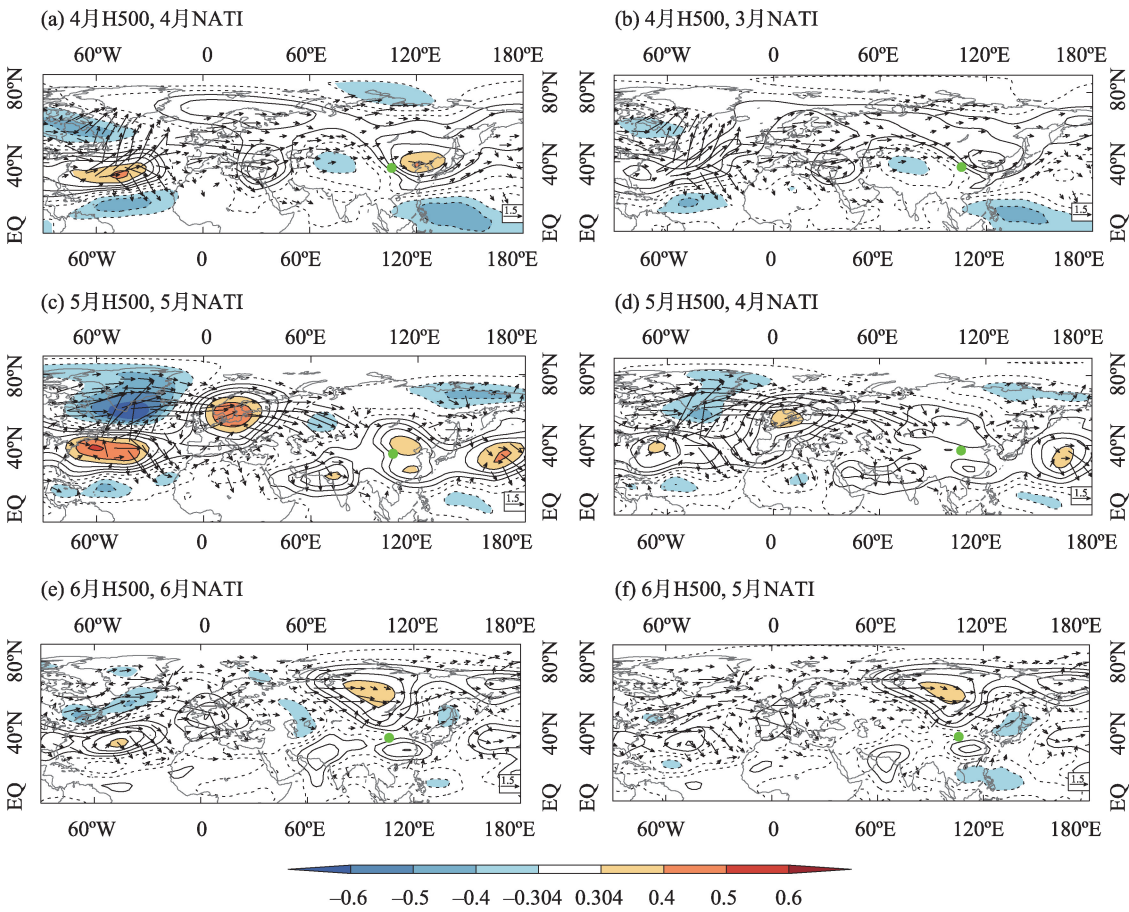 (a) 4月H500, 4月NATI
(b) 4月H500, 3月NATI
60ºW 0 60ºE 120ºE 180ºE
60ºW 0 60ºE 120ºE 180ºE
80ºN
40ºN
EQ
1.5
80ºN
40ºN
EQ
80ºN
40ºN
EQ
1.5
80ºN
40ºN
EQ
60ºW 0 60ºE 120ºE 180ºE
60ºW 0 60ºE 120ºE 180ºE
(c) 5月H500, 5月NATI
(d) 5月H500, 4月NATI
60ºW 0 60ºE 120ºE 180ºE
60ºW 0 60ºE 120ºE 180ºE
80ºN
40ºN
EQ
1.5
80ºN
40ºN
EQ
80ºN
40ºN
EQ
1.5
80ºN
40ºN
EQ
60ºW 0 60ºE 120ºE 180ºE
60ºW 0 60ºE 120ºE 180ºE
(e) 6月H500, 6月NATI
(f) 6月H500, 5月NATI
60ºW 0 60ºE 120ºE 180ºE
60ºW 0 60ºE 120ºE 180ºE
80ºN
40ºN
EQ
1.5
80ºN
40ºN
EQ
80ºN
40ºN
EQ
1.5
80ºN
40ºN
EQ
60ºW 0 60ºE 120ºE 180ºE
60ºW 0 60ºE 120ºE 180ºE
−0.6 −0.5 −0.4 −0.304 0.304 0.4 0.5 0.6